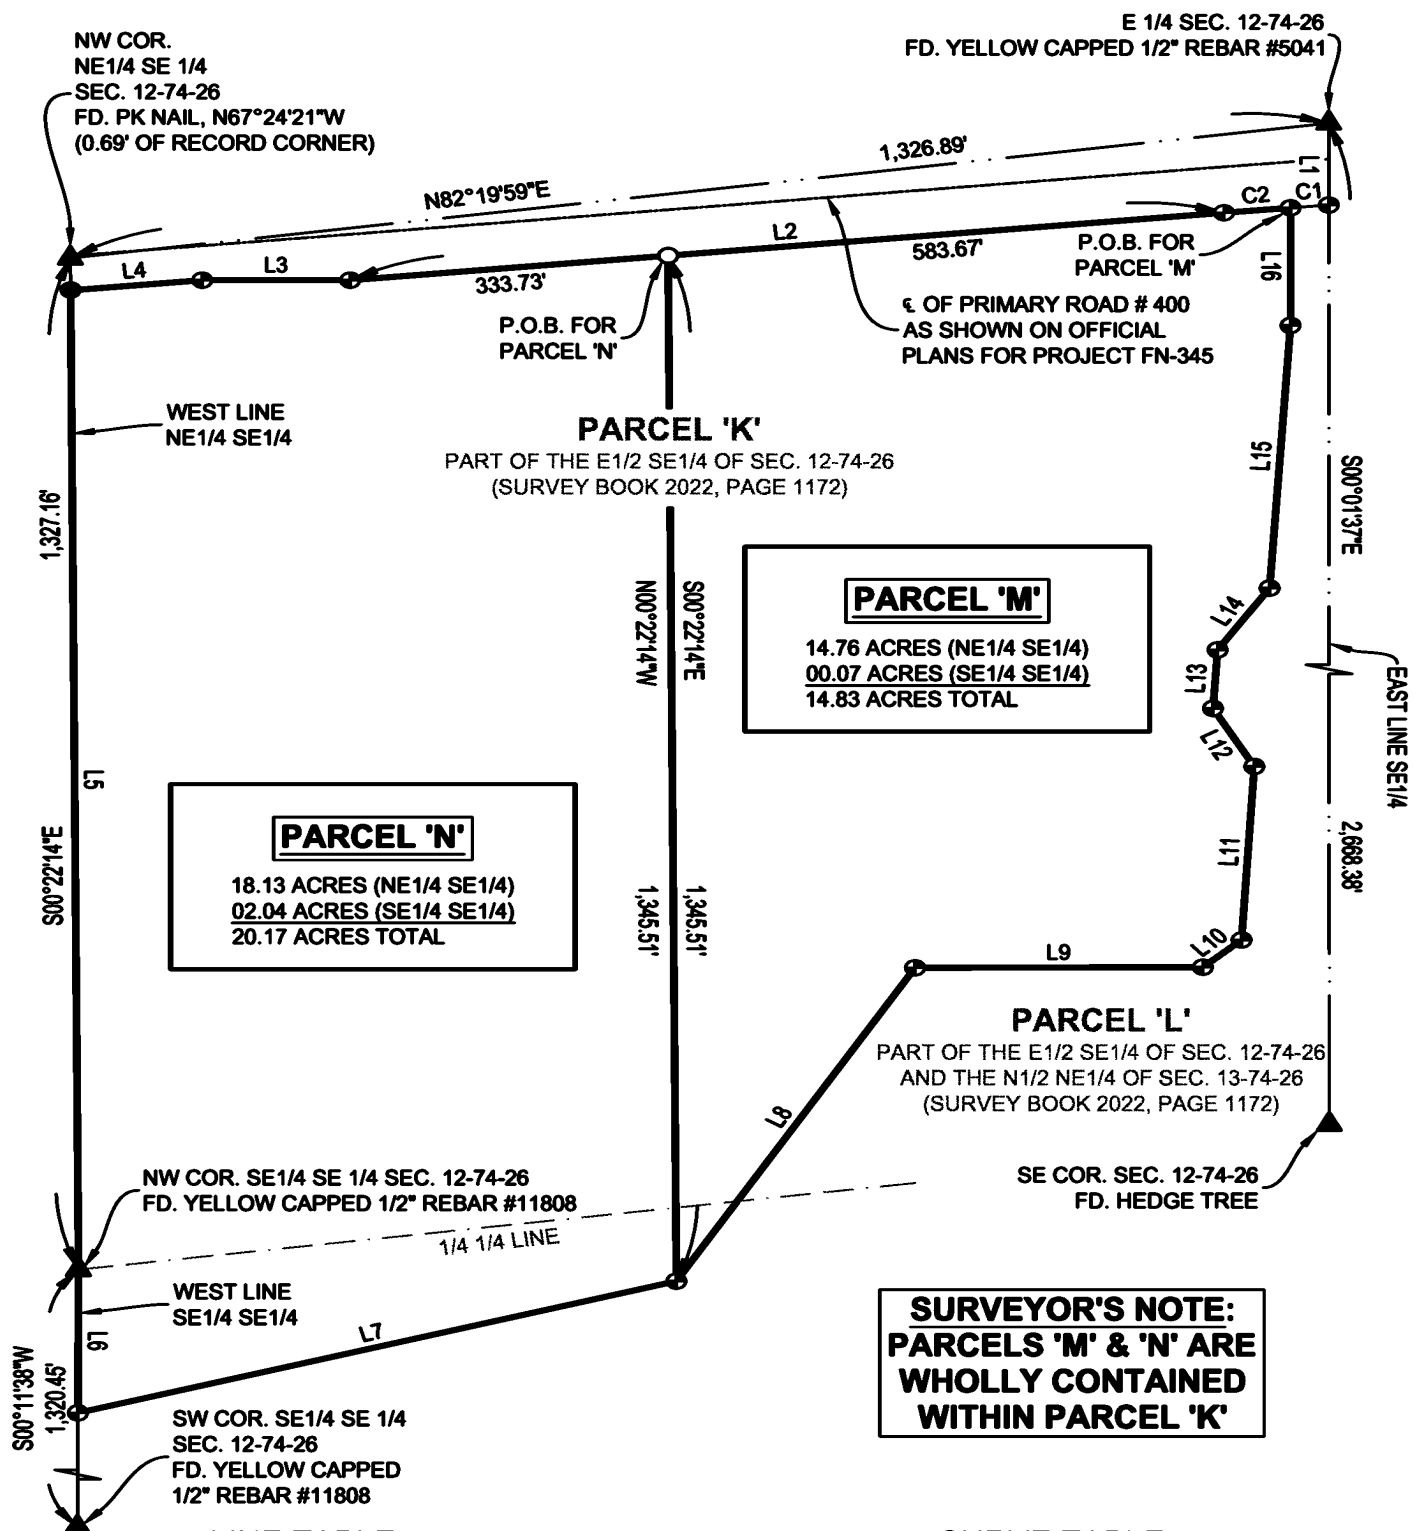 NW COR.
NE1/4 SE 1/4
SEC. 12-74-26
FD. PK NAIL, N67°24'21"W
(0.69' OF RECORD CORNER)
E 1/4 SEC. 12-74-26
FD. YELLOW CAPPED 1/2" REBAR #5041
1,326.89'
N82°19'59"E
L1
C2
C1
L2
583.67'
L4
L3
333.73'
P.O.B. FOR
PARCEL 'M'
L16
P.O.B. FOR
PARCEL 'N'
℄ OF PRIMARY ROAD # 400
AS SHOWN ON OFFICIAL
PLANS FOR PROJECT FN-345
WEST LINE
NE1/4 SE1/4
PARCEL 'K'
PART OF THE E1/2 SE1/4 OF SEC. 12-74-26
(SURVEY BOOK 2022, PAGE 1172)
L15
S00°01'37"E
1,327.16'
N00°22'14"W
S00°22'14"E
PARCEL 'M'
14.76 ACRES (NE1/4 SE1/4)
00.07 ACRES (SE1/4 SE1/4)
14.83 ACRES TOTAL
L14
L13
L12
EAST LINE SE1/4
L5
PARCEL 'N'
18.13 ACRES (NE1/4 SE1/4)
02.04 ACRES (SE1/4 SE1/4)
20.17 ACRES TOTAL
S00°22'14"E
1,345.51'
1,345.51'
L11
2,668.38'
L10
L9
PARCEL 'L'
PART OF THE E1/2 SE1/4 OF SEC. 12-74-26
AND THE N1/2 NE1/4 OF SEC. 13-74-26
(SURVEY BOOK 2022, PAGE 1172)
L8
NW COR. SE1/4 SE 1/4 SEC. 12-74-26
FD. YELLOW CAPPED 1/2" REBAR #11808
SE COR. SEC. 12-74-26
FD. HEDGE TREE
1/4 1/4 LINE
WEST LINE
SE1/4 SE1/4
L6
L7
SURVEYOR'S NOTE:
PARCELS 'M' & 'N' ARE
WHOLLY CONTAINED
WITHIN PARCEL 'K'
S00°11'38"W
1,320.45'
SW COR. SE1/4 SE 1/4
SEC. 12-74-26
FD. YELLOW CAPPED
1/2" REBAR #11808
LINE TABLE
CURVE TABLE